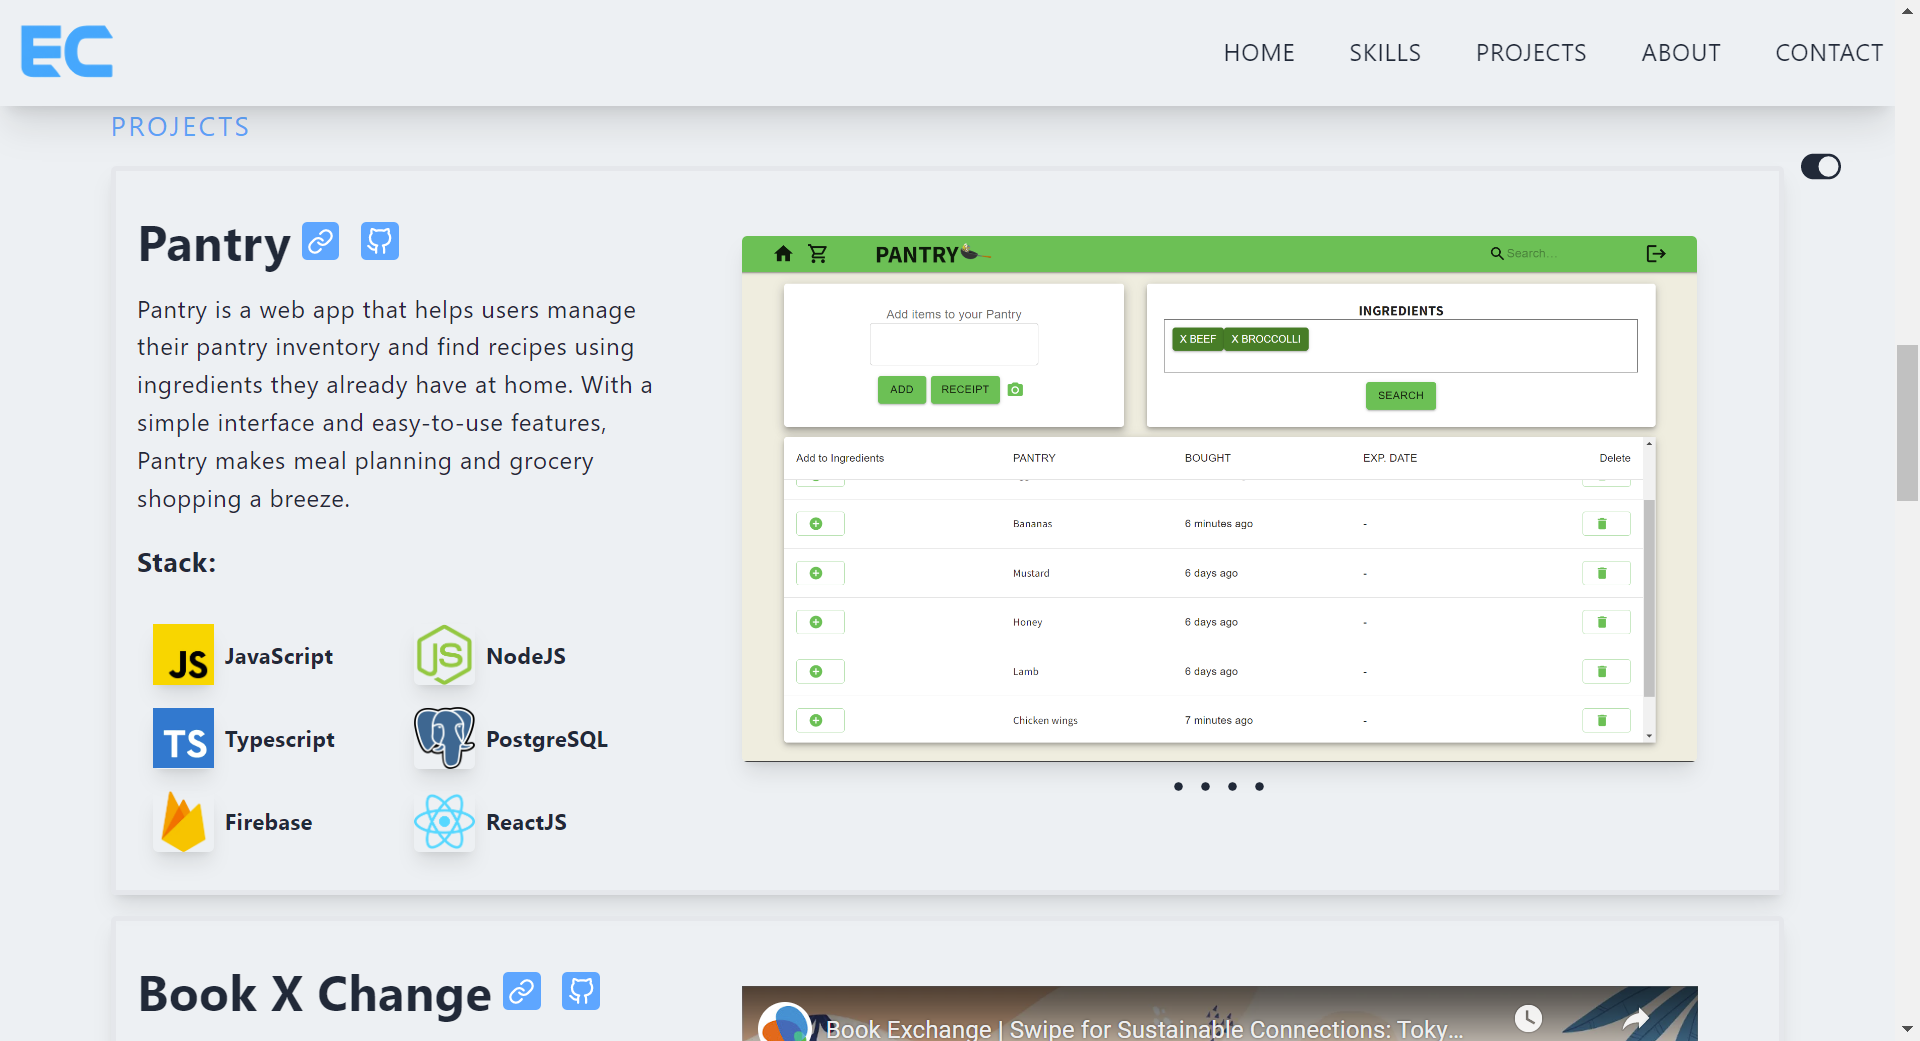 EC
HOME SKILLS PROJECTS ABOUT CONTACT
PROJECTS
Pantry
Pantry is a web app that helps users manage
their pantry inventory and find recipes using
ingredients they already have at home. With a
simple interface and easy-to-use features,
Pantry makes meal planning and grocery
shopping a breeze.
Stack:
JS JavaScript
JS NodeJS
TS Typescript
PostgreSQL
Firebase
ReactJS
PANTRY
Search...
Add items to your Pantry
ADD RECEIPT
INGREDIENTS
X BEEF X BROCCOLLI
SEARCH
Add to Ingredients PANTRY BOUGHT EXP. DATE Delete
Bananas 6 minutes ago -
Mustard 6 days ago -
Honey 6 days ago -
Lamb 6 days ago -
Chicken wings 7 minutes ago -
Book X Change
Book Exchange | Swipe for Sustainable Connections: Toky...